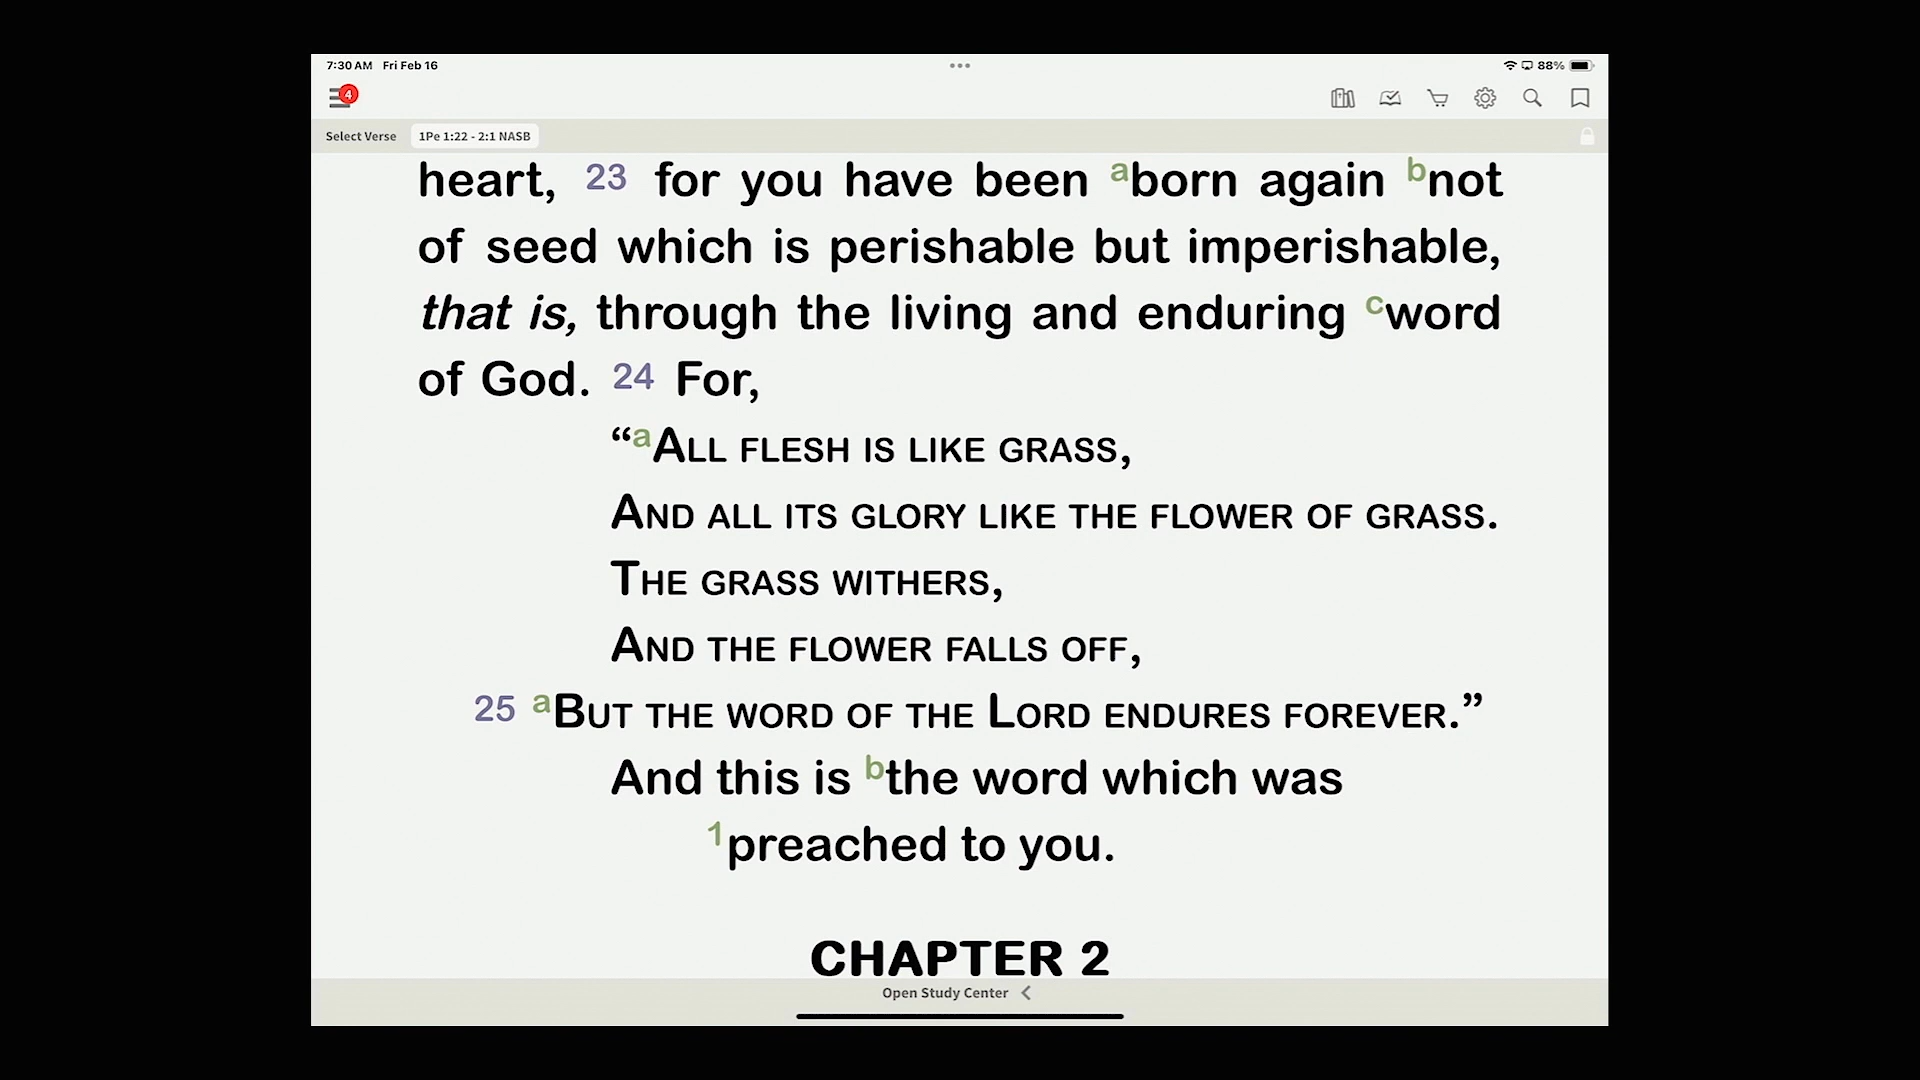 7:30 AM Fri Feb 16
88%
4
Select Verse 1Pe 1:22 - 2:1 NASB
heart, 23 for you have been aborn again bnot
of seed which is perishable but imperishable,
that is, through the living and enduring cword
of God. 24 For,
“aALL FLESH IS LIKE GRASS,
AND ALL ITS GLORY LIKE THE FLOWER OF GRASS.
THE GRASS WITHERS,
AND THE FLOWER FALLS OFF,
25 aBUT THE WORD OF THE LORD ENDURES FOREVER.”
And this is bthe word which was
1preached to you.
CHAPTER 2
Open Study Center